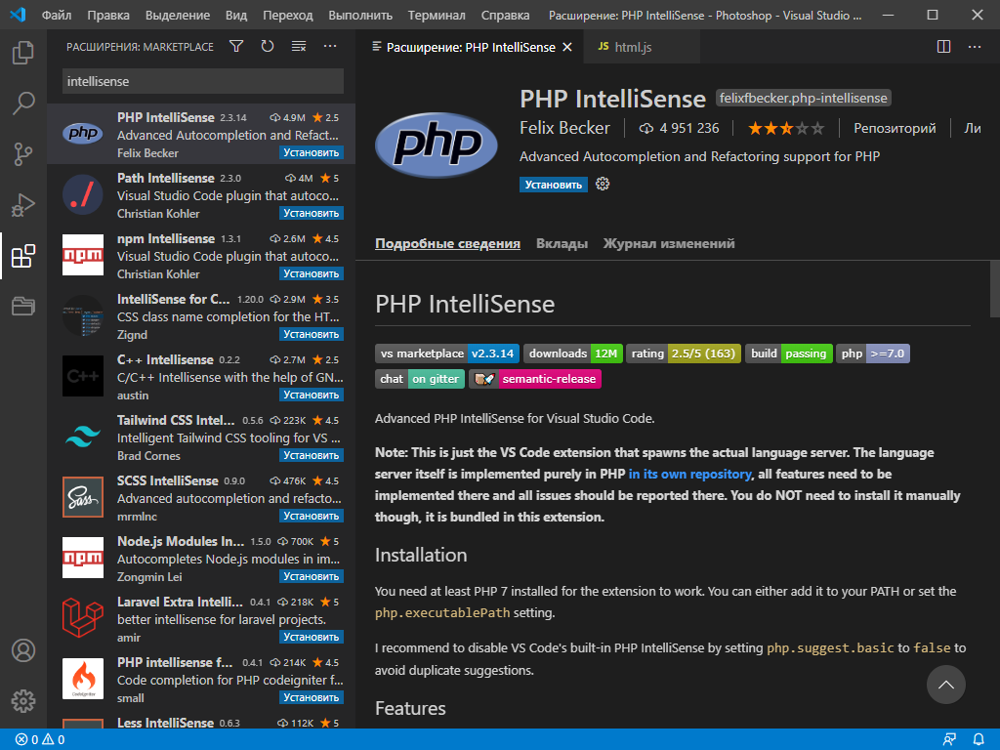 Файл Правка Выделение Вид Переход Выполнить Терминал Справка Расширение: PHP IntelliSense - Photoshop - Visual Studio ...
РАСШИРЕНИЯ: MARKETPLACE
intellisense
PHP IntelliSense 2.3.14 4.9M 2.5
Advanced Autocompletion and Refact...
Felix Becker Установить
Path Intellisense 2.3.0 4M 5
Visual Studio Code plugin that autoco...
Christian Kohler Установить
npm Intellisense 1.3.1 2.6M 4.5
Visual Studio Code plugin that autoco...
Christian Kohler Установить
IntelliSense for C... 1.20.0 2.9M 3.5
CSS class name completion for the HT...
Zignd Установить
C++ Intellisense 0.2.2 2.7M 2.5
C/C++ Intellisense with the help of GN...
austin Установить
Tailwind CSS Intel... 0.5.6 223K 4.5
Intelligent Tailwind CSS tooling for VS ...
Brad Cornes Установить
SCSS IntelliSense 0.9.0 476K 4.5
Advanced autocompletion and refacto...
mrmlnc Установить
Node.js Modules In... 1.5.0 700K 5
Autocompletes Node.js modules in im...
Zongmin Lei Установить
Laravel Extra Intelli... 0.4.1 218K 5
better intellisense for laravel projects.
amir Установить
PHP intellisense f... 0.4.1 214K 4.5
Code completion for PHP codeigniter f...
small Установить
Less IntelliSense 0.6.3 112K 5
Расширение: PHP IntelliSense JS html.js
php
PHP IntelliSense felixfbecker.php-intellisense
Felix Becker 4 951 236 Репозиторий Ли
Advanced Autocompletion and Refactoring support for PHP
Установить
Подробные сведения Вклады Журнал изменений
PHP IntelliSense
vs marketplace v2.3.14 downloads 12M rating 2.5/5 (163) build passing php >=7.0
chat on gitter semantic-release
Advanced PHP IntelliSense for Visual Studio Code.
Note: This is just the VS Code extension that spawns the actual language server. The language
server itself is implemented purely in PHP in its own repository, all features need to be
implemented there and all issues should be reported there. You do NOT need to install it manually
though, it is bundled in this extension.
Installation
You need at least PHP 7 installed for the extension to work. You can either add it to your PATH or set the
php.executablePath setting.
I recommend to disable VS Code's built-in PHP IntelliSense by setting php.suggest.basic to false to
avoid duplicate suggestions.
Features
0 0